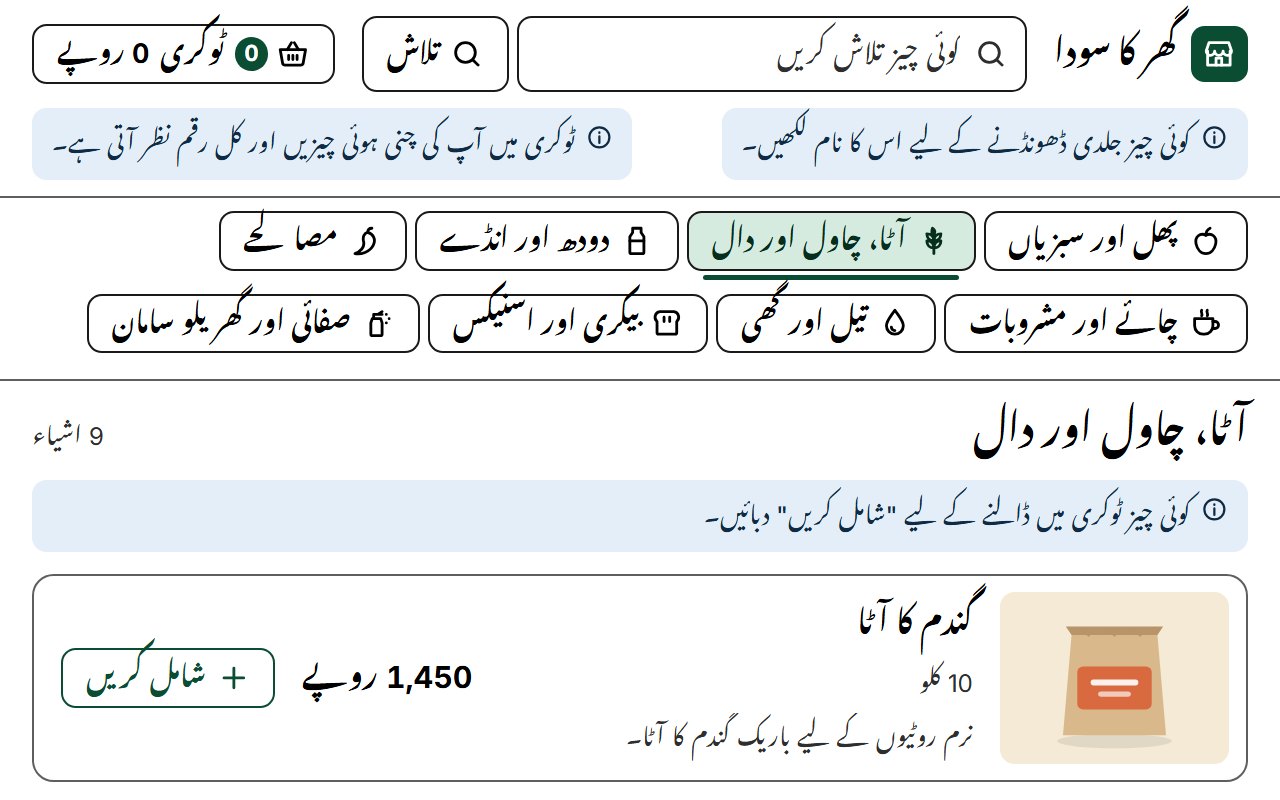 گھر کا سودا
کوئی چیز تلاش کریں
تلاش
ٹوکری 0 0 روپے
کوئی چیز جلدی ڈھونڈنے کے لیے اس کا نام لکھیں۔
ٹوکری میں آپ کی چنی ہوئی چیزیں اور کل رقم نظر آتی ہے۔
پھل اور سبزیاں
آٹا، چاول اور دال
دودھ اور انڈے
مصالحے
چائے اور مشروبات
تیل اور گھی
بیکری اور اسنیکس
صفائی اور گھریلو سامان
آٹا، چاول اور دال
9 اشیاء
کوئی چیز ٹوکری میں ڈالنے کے لیے "شامل کریں" دبائیں۔
گندم کا آٹا
10 کلو
نرم روٹیوں کے لیے باریک گندم کا آٹا۔
1,450 روپے
شامل کریں